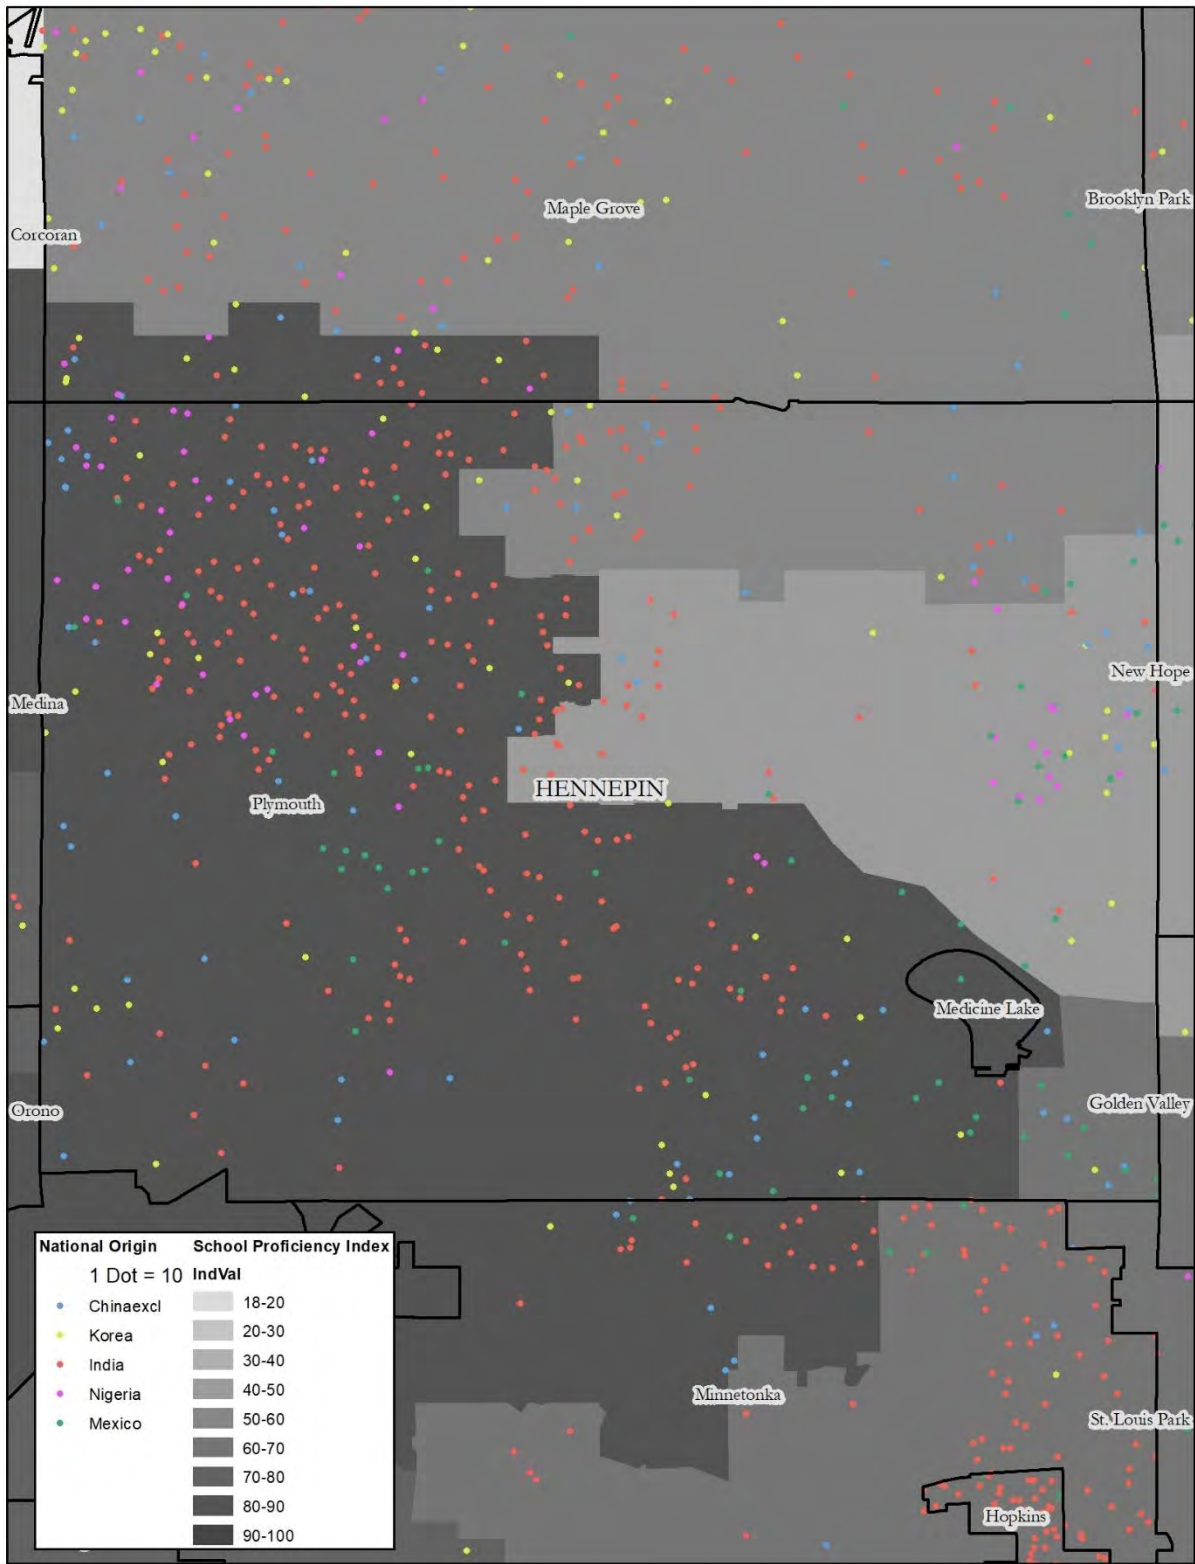 Maple Grove
Brooklyn Park
Corcoran
New Hope
Medina
HENNEPIN
Plymouth
Medicine Lake
Orono
Golden Valley
National Origin
1 Dot = 10
Chinaexcl
Korea
India
Nigeria
Mexico
School Proficiency Index
IndVal
18-20
20-30
30-40
40-50
50-60
60-70
70-80
80-90
90-100
Minnetonka
St. Louis Park
Hopkins